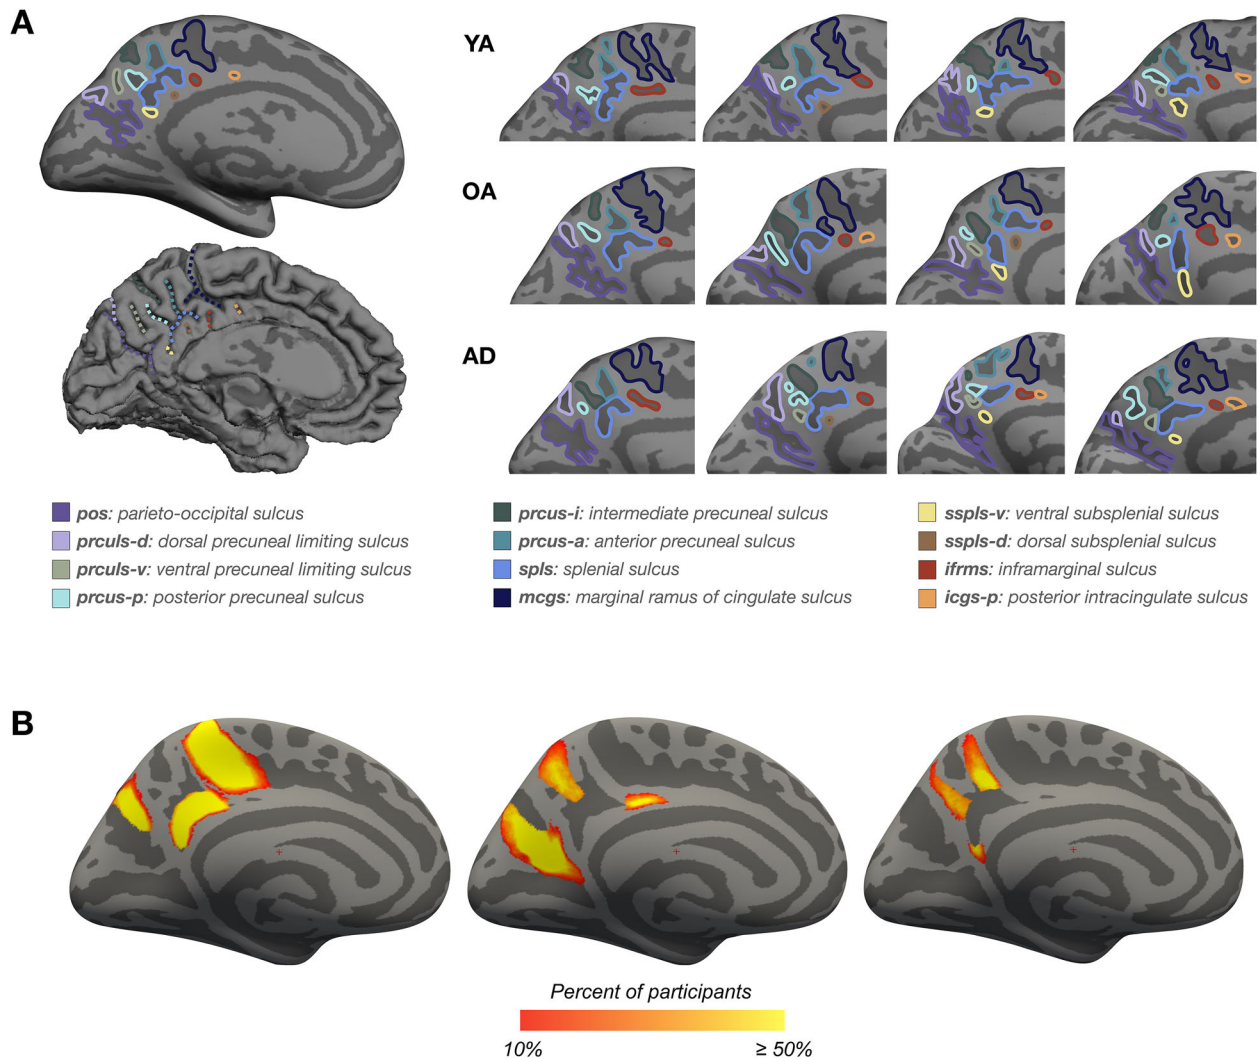 A
YA
OA
AD
pos: parieto-occipital sulcus
prculs-d: dorsal precuneal limiting sulcus
prculs-v: ventral precuneal limiting sulcus
prcus-p: posterior precuneal sulcus
prcus-i: intermediate precuneal sulcus
prcus-a: anterior precuneal sulcus
spls: splenial sulcus
mcgs: marginal ramus of cingulate sulcus
sspls-v: ventral subsplenial sulcus
sspls-d: dorsal subsplenial sulcus
ifrms: inframarginal sulcus
icgs-p: posterior intracingulate sulcus
B
Percent of participants
10% ≥ 50%